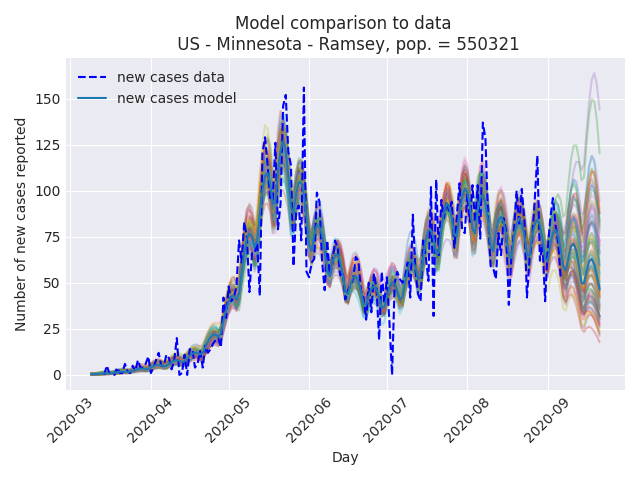 Model comparison to data
US - Minnesota - Ramsey, pop. = 550321
new cases data
new cases model
Number of new cases reported
150
125
100
75
50
25
0
2020-03
2020-04
2020-05
2020-06
2020-07
2020-08
2020-09
Day